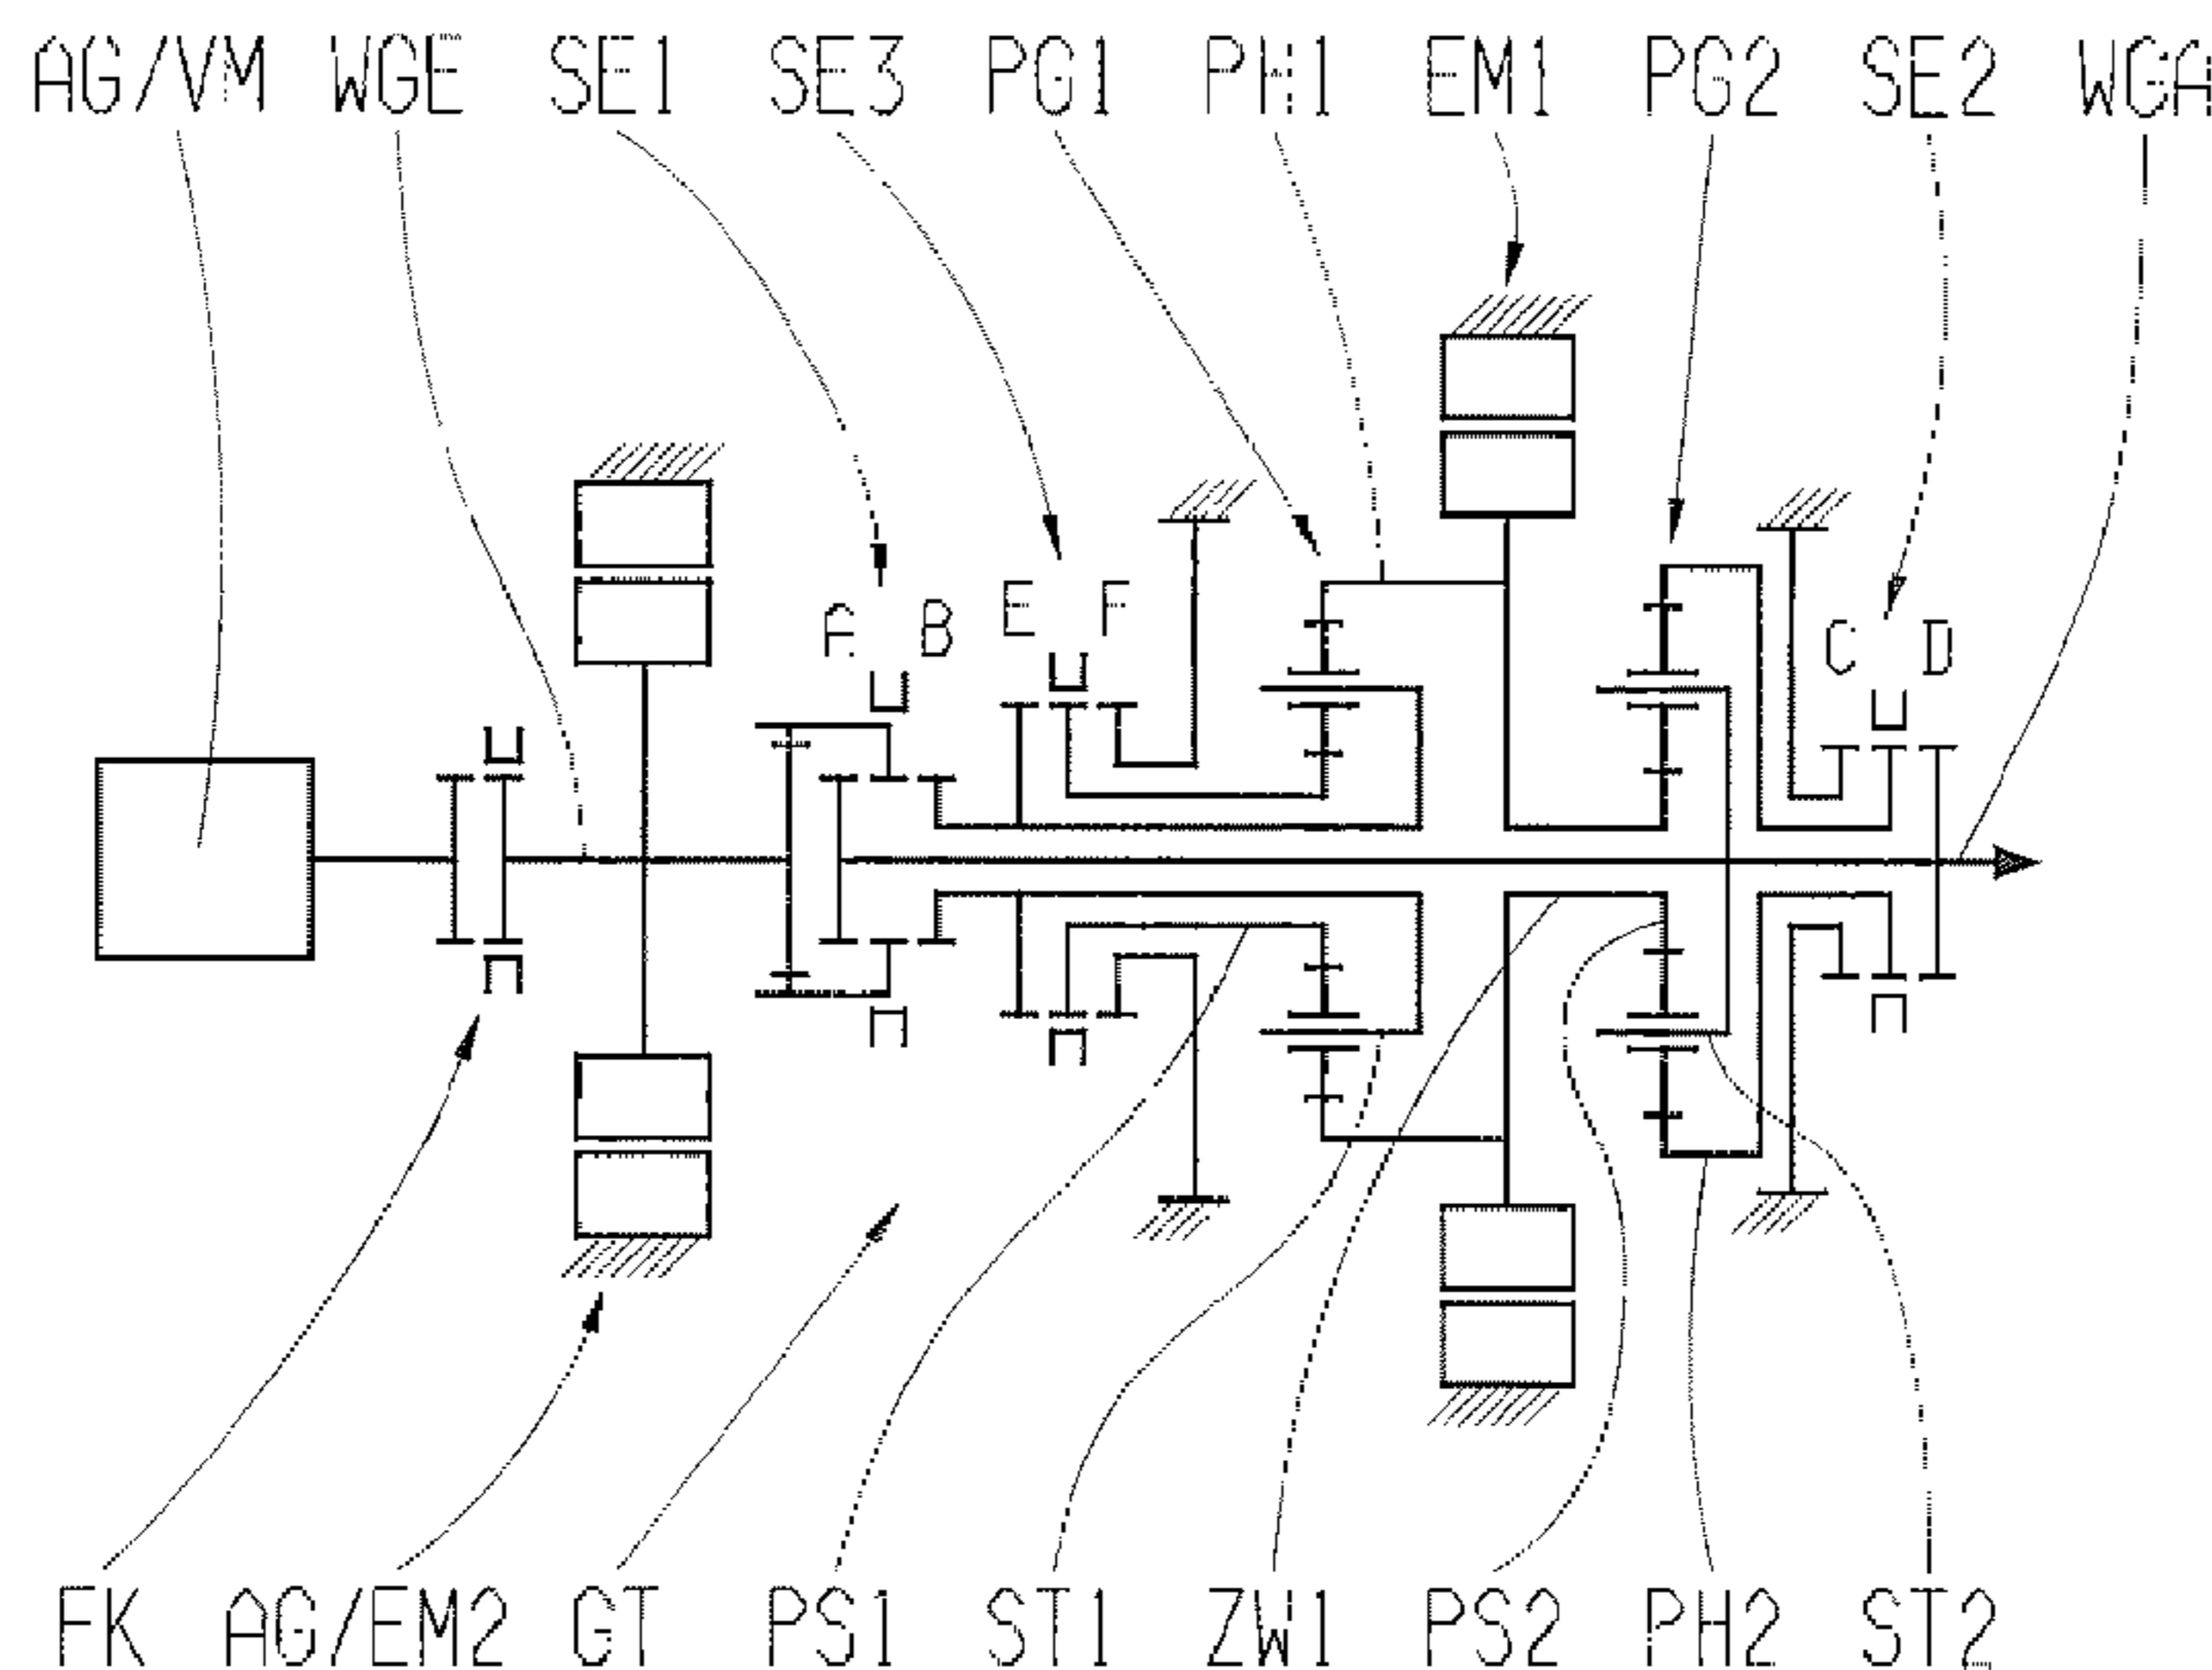 AG/VM WGE SE1 SE3 PG1 PH1 EM1 PG2 SE2 WGA
A B E F C D
FK AG/EM2 GT PS1 ST1 ZW1 PS2 PH2 ST2